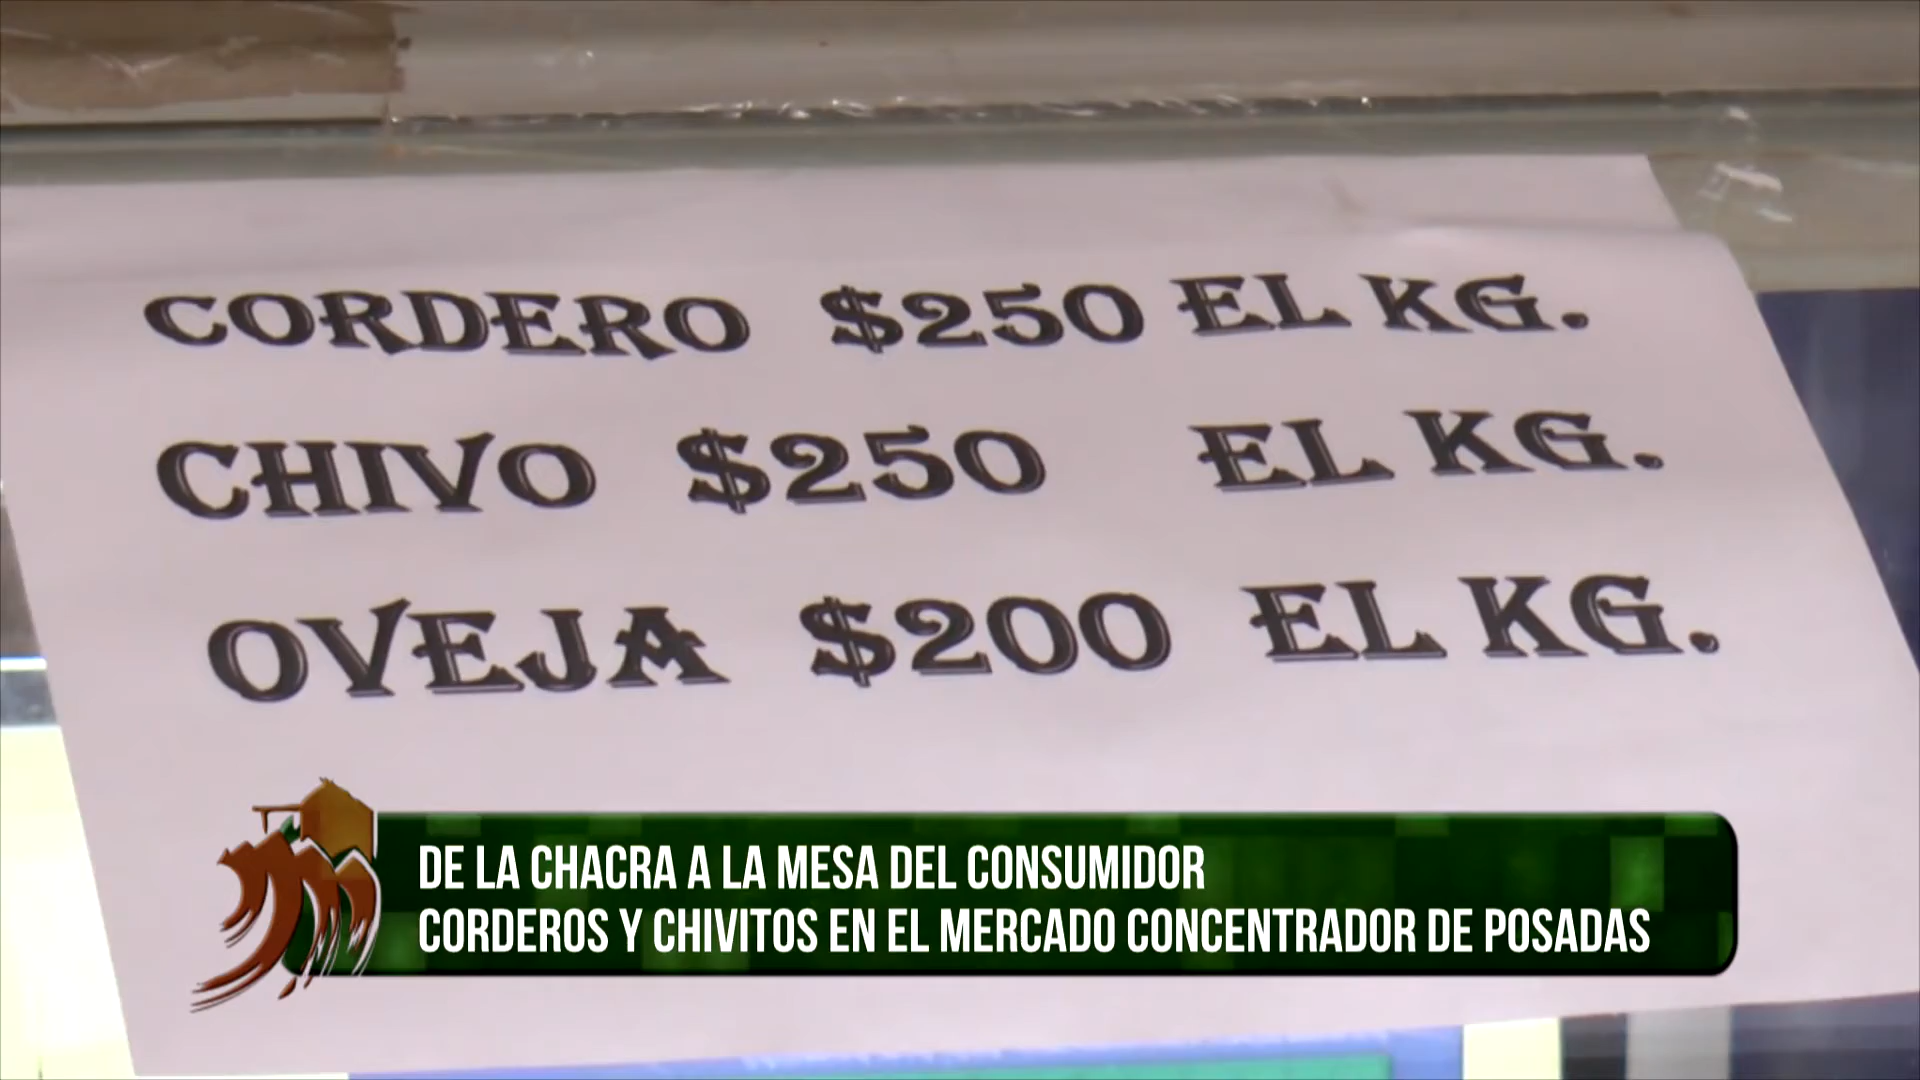 CORDERO $250 EL KG.
CHIVO $250 EL KG.
OVEJA $200 EL KG.
DE LA CHACRA A LA MESA DEL CONSUMIDOR
CORDEROS Y CHIVITOS EN EL MERCADO CONCENTRADOR DE POSADAS